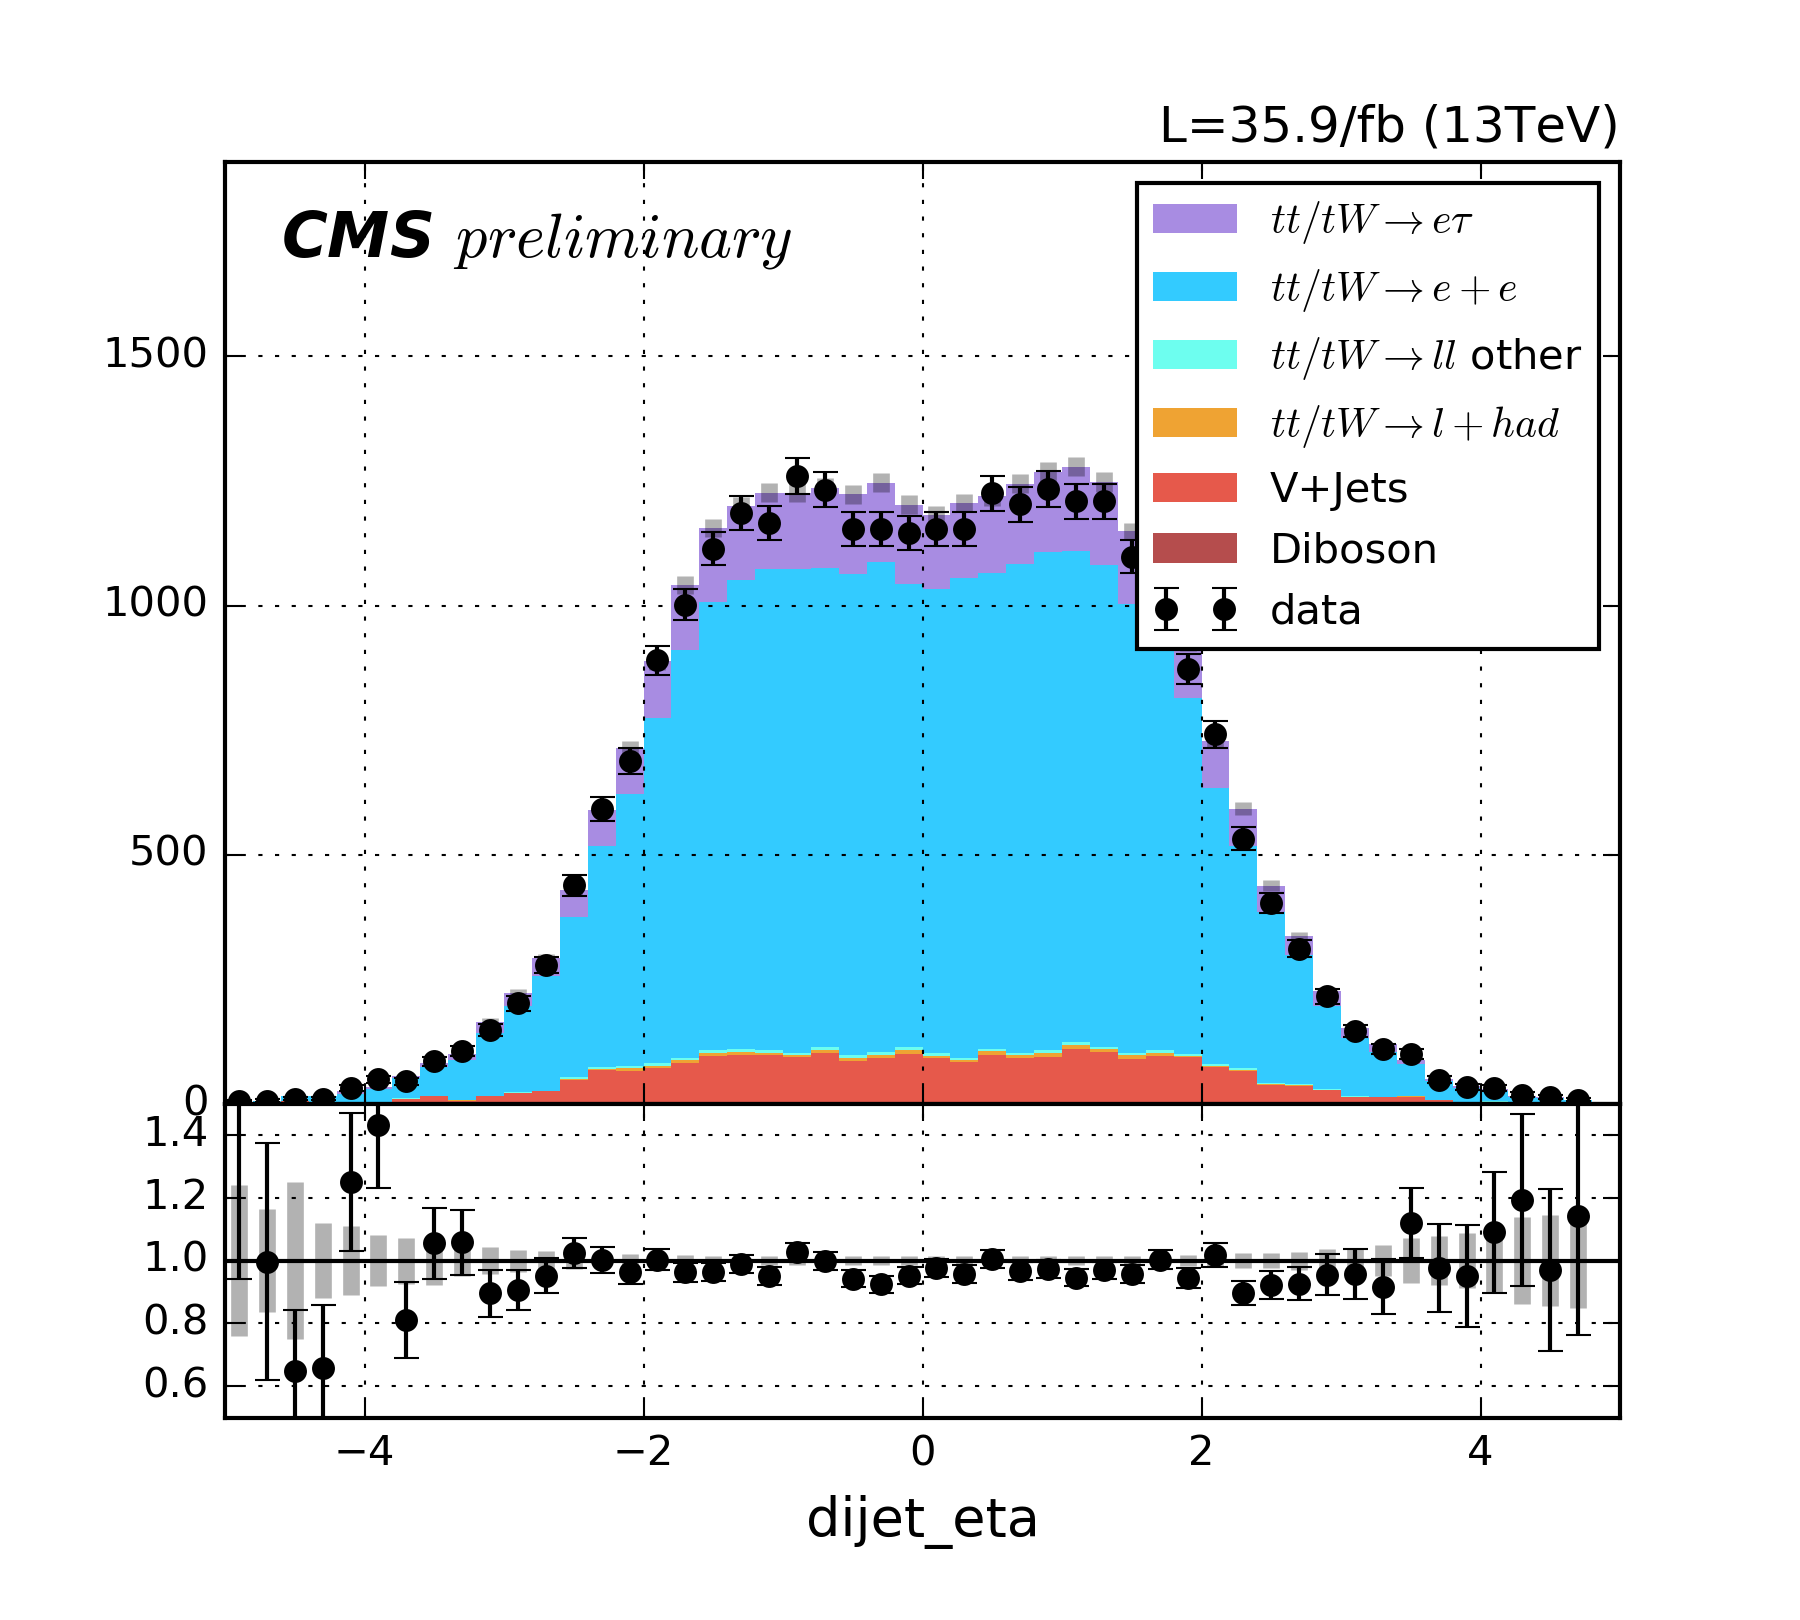 L=35.9/fb (13TeV)
CMS preliminary
tt/tW→eτ
tt/tW→e+e
tt/tW→ll other
tt/tW→l+had
V+Jets
Diboson
data
1500
1000
500
0
1.4
1.2
1.0
0.8
0.6
−4 −2 0 2 4
dijet_eta